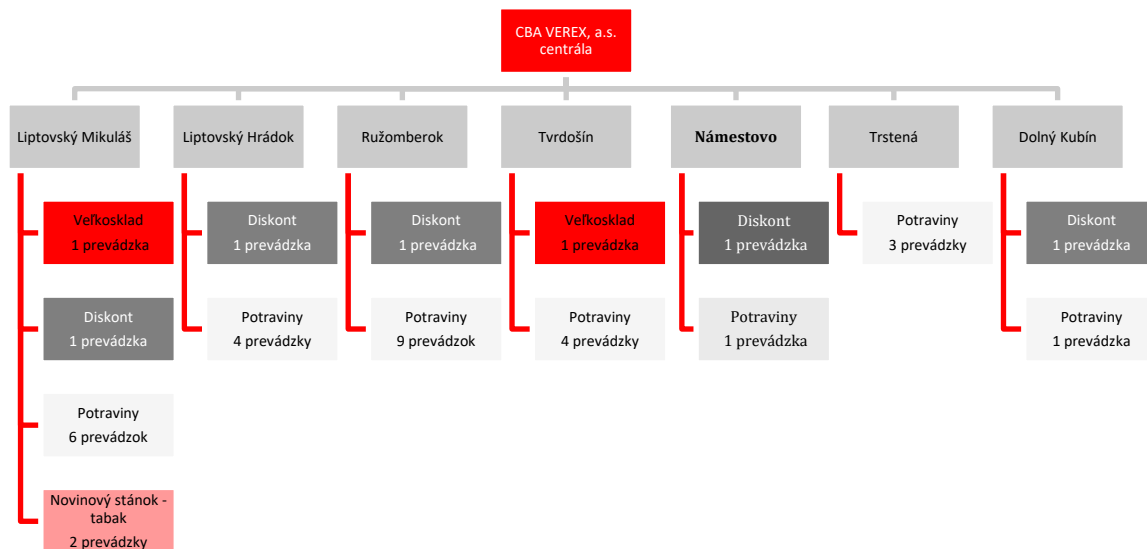 CBA VEREX, a.s.
centrála
Liptovský Mikuláš
Liptovský Hrádok
Ružomberok
Tvrdošín
Námestovo
Trstená
Dolný Kubín
Veľkosklad
1 prevádzka
Diskont
1 prevádzka
Diskont
1 prevádzka
Veľkosklad
1 prevádzka
Diskont
1 prevádzka
Potraviny
3 prevádzky
Diskont
1 prevádzka
Diskont
1 prevádzka
Potraviny
4 prevádzky
Potraviny
9 prevádzok
Potraviny
4 prevádzky
Potraviny
1 prevádzka
Potraviny
1 prevádzka
Potraviny
6 prevádzok
Novinový stánok -
tabak
2 prevádzky